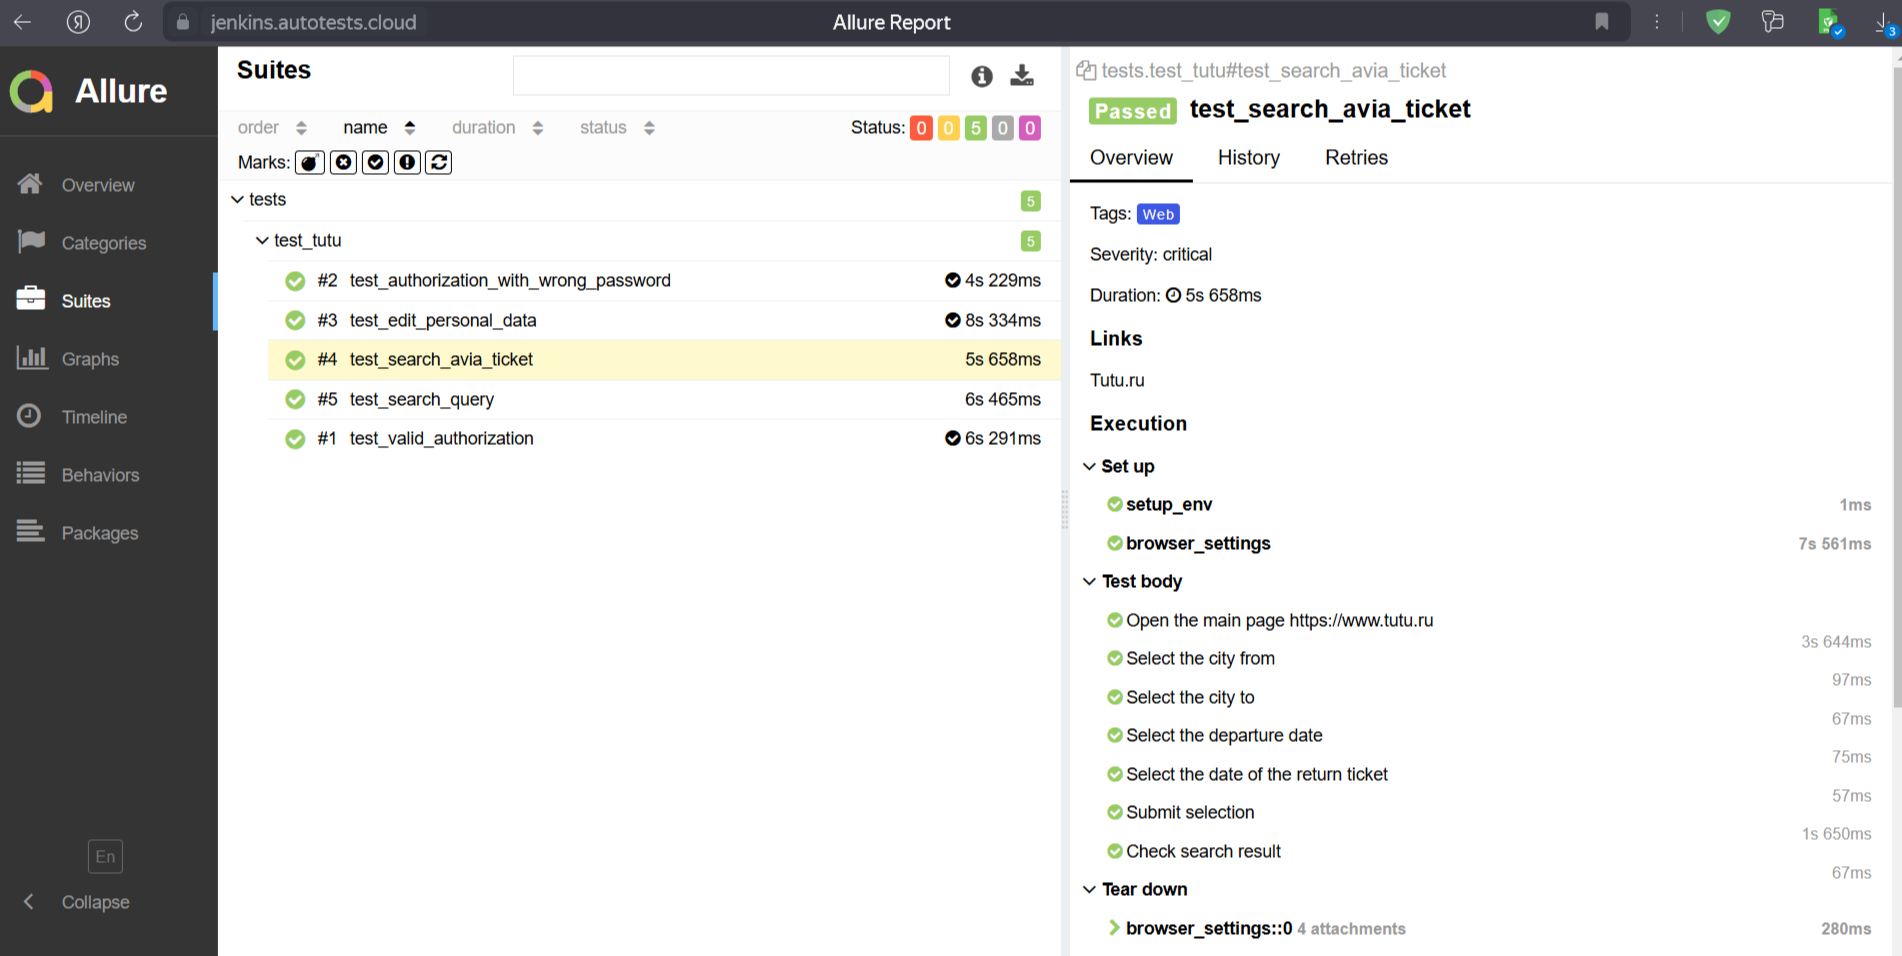 jenkins.autotests.cloud
Allure Report
3
Allure
Overview
Categories
Suites
Graphs
Timeline
Behaviors
Packages
En
Collapse
Suites
order name duration status
Status: 0 0 5 0 0
Marks:
tests 5
test_tutu 5
#2 test_authorization_with_wrong_password 4s 229ms
#3 test_edit_personal_data 8s 334ms
#4 test_search_avia_ticket 5s 658ms
#5 test_search_query 6s 465ms
#1 test_valid_authorization 6s 291ms
tests.test_tutu#test_search_avia_ticket
Passed test_search_avia_ticket
Overview History Retries
Tags: Web
Severity: critical
Duration: 5s 658ms
Links
Tutu.ru
Execution
Set up
setup_env 1ms
browser_settings 7s 561ms
Test body
Open the main page https://www.tutu.ru
3s 644ms
Select the city from
97ms
Select the city to
67ms
Select the departure date
75ms
Select the date of the return ticket
57ms
Submit selection
1s 650ms
Check search result
67ms
Tear down
browser_settings::0 4 attachments 280ms